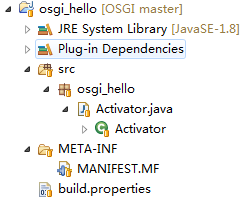 osgi_hello [OSGI master]
JRE System Library [JavaSE-1.8]
Plug-in Dependencies
src
osgi_hello
Activator.java
Activator
META-INF
MANIFEST.MF
build.properties